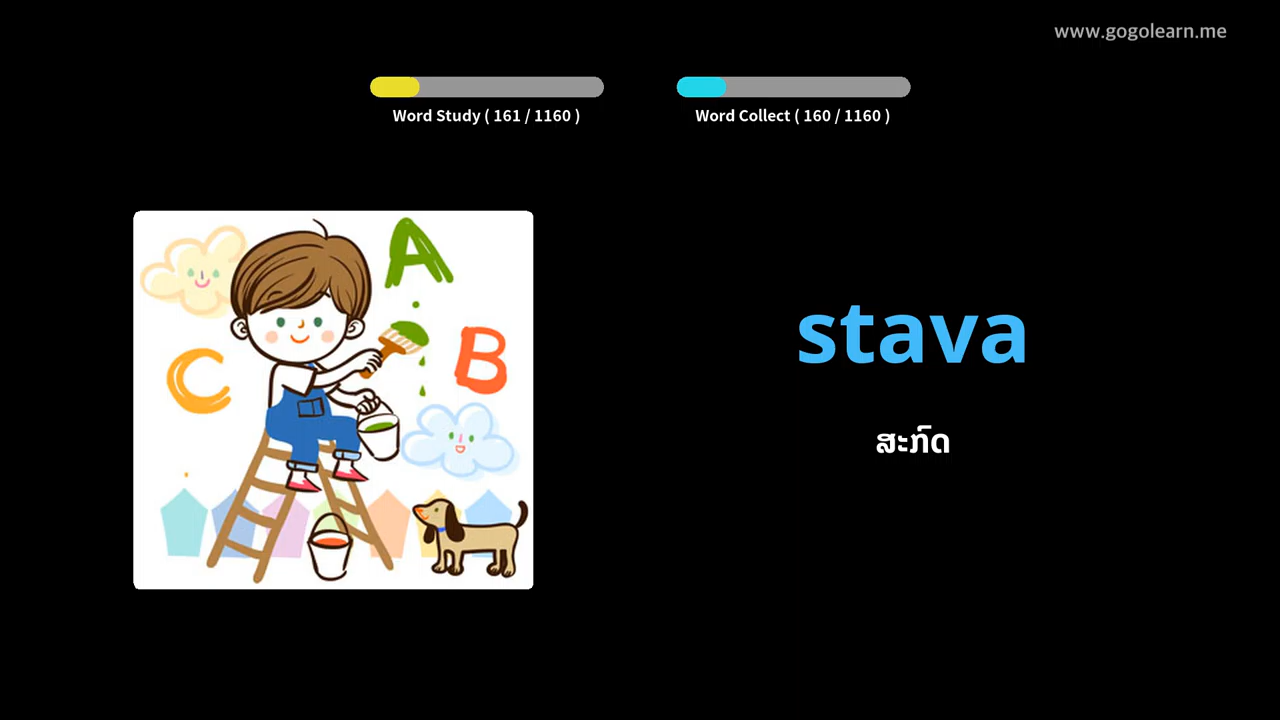 www.gogolearn.me
Word Study ( 161 / 1160 )
Word Collect ( 160 / 1160 )
A
B
C
stava
ສະກົດ